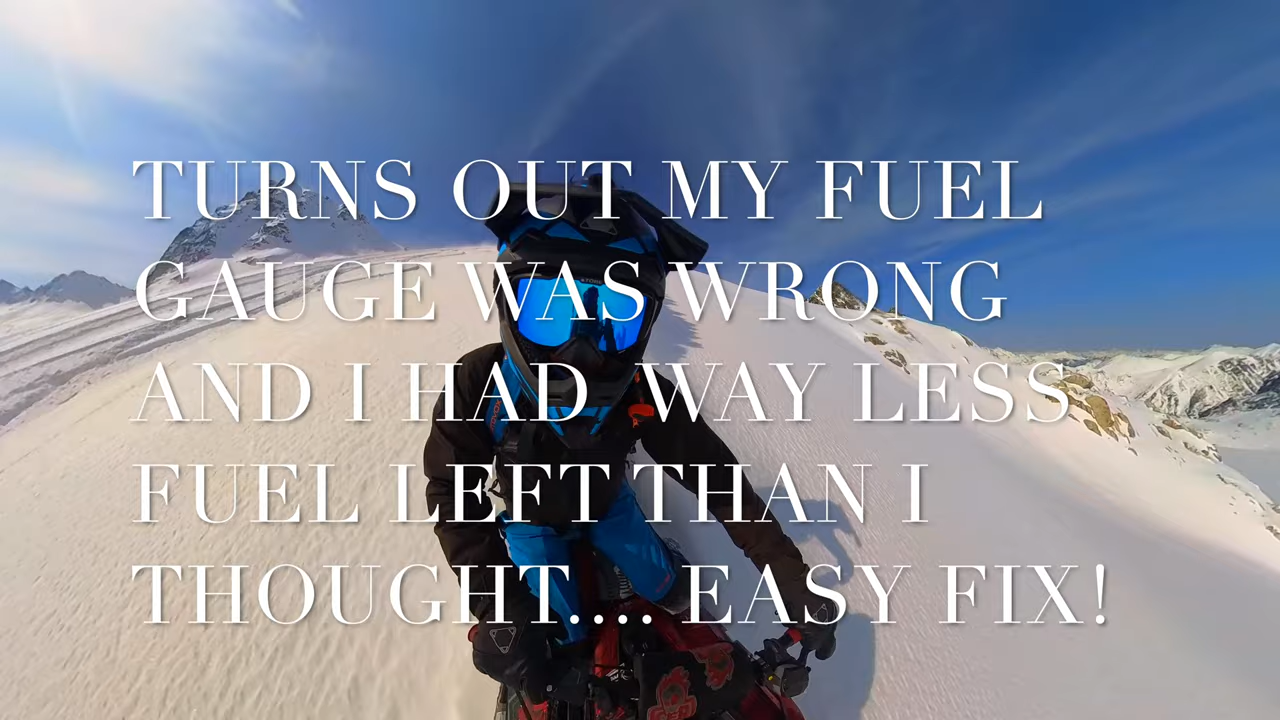 TURNS OUT MY FUEL
GAUGE WAS WRONG
AND I HAD WAY LESS
FUEL LEFT THAN I
THOUGHT.... EASY FIX!